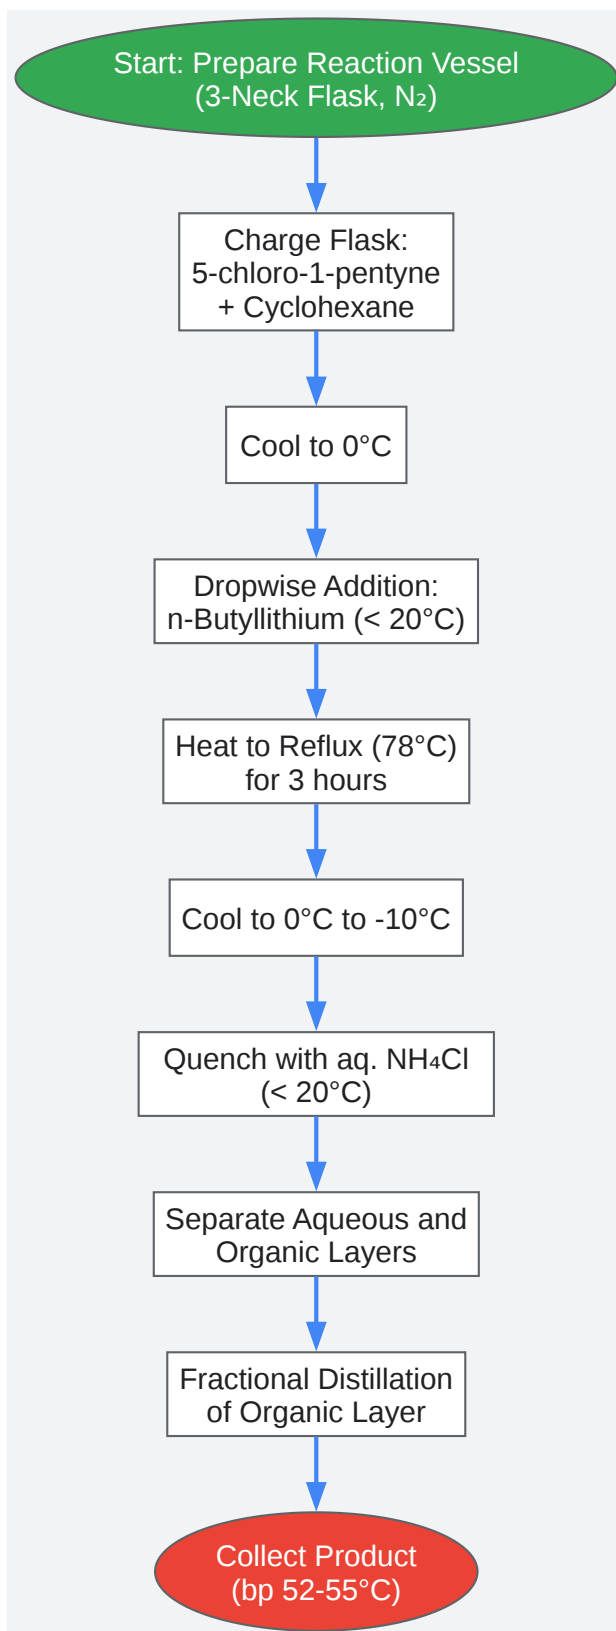 Start: Prepare Reaction Vessel
(3-Neck Flask, N₂)
Charge Flask:
5-chloro-1-pentyne
+ Cyclohexane
Cool to 0°C
Dropwise Addition:
n-Butyllithium (< 20°C)
Heat to Reflux (78°C)
for 3 hours
Cool to 0°C to -10°C
Quench with aq. NH₄Cl
(< 20°C)
Separate Aqueous and
Organic Layers
Fractional Distillation
of Organic Layer
Collect Product
(bp 52-55°C)